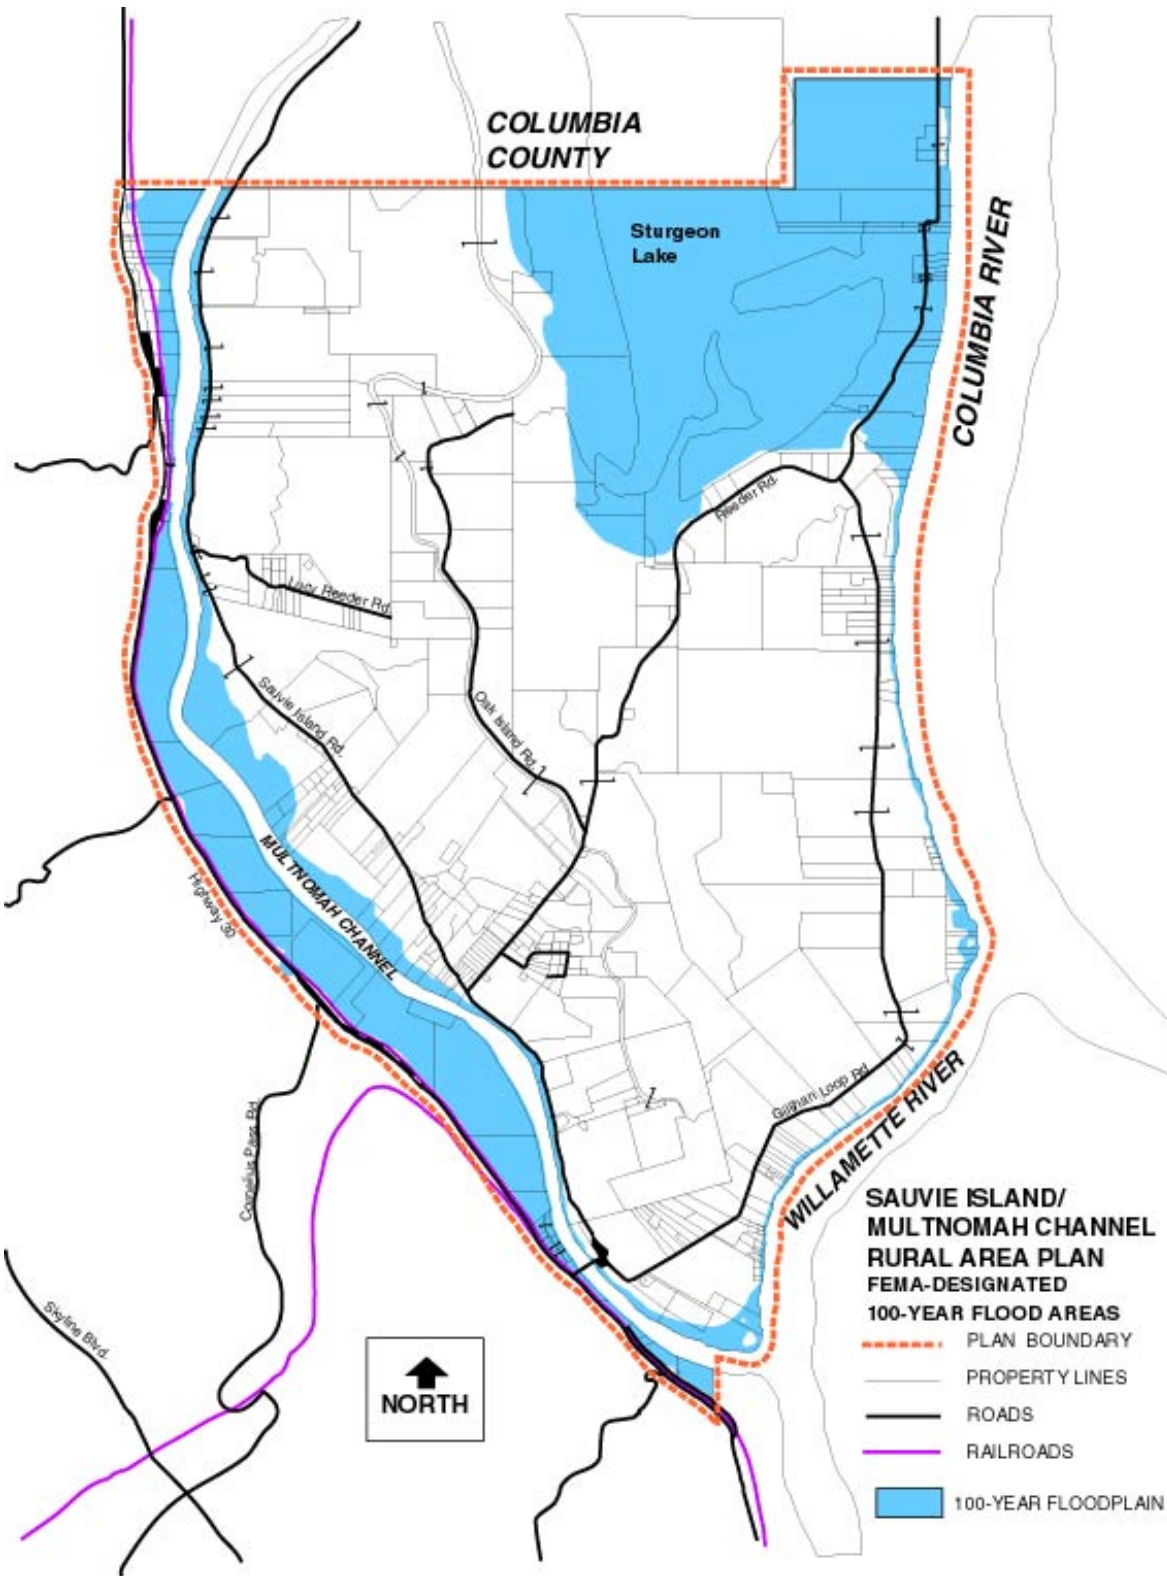 COLUMBIA
COUNTY
Sturgeon
Lake
COLUMBIA RIVER
Reeder Rd.
Lucy Reeder Rd.
Sauvie Island Rd.
Oak Island Rd.
MULTNOMAH CHANNEL
Highway 30
Cornelius Pass Rd.
Gillihan Loop Rd.
WILLAMETTE RIVER
Skyline Blvd.
NORTH
SAUVIE ISLAND/
MULTNOMAH CHANNEL
RURAL AREA PLAN
FEMA-DESIGNATED
100-YEAR FLOOD AREAS
PLAN BOUNDARY
PROPERTY LINES
ROADS
RAILROADS
100-YEAR FLOODPLAIN